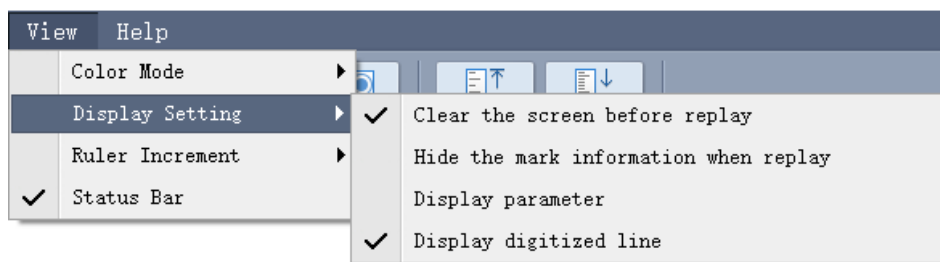 View Help
Color Mode
Display Setting
Clear the screen before replay
Hide the mark information when replay
Ruler Increment
Display parameter
Status Bar
Display digitized line